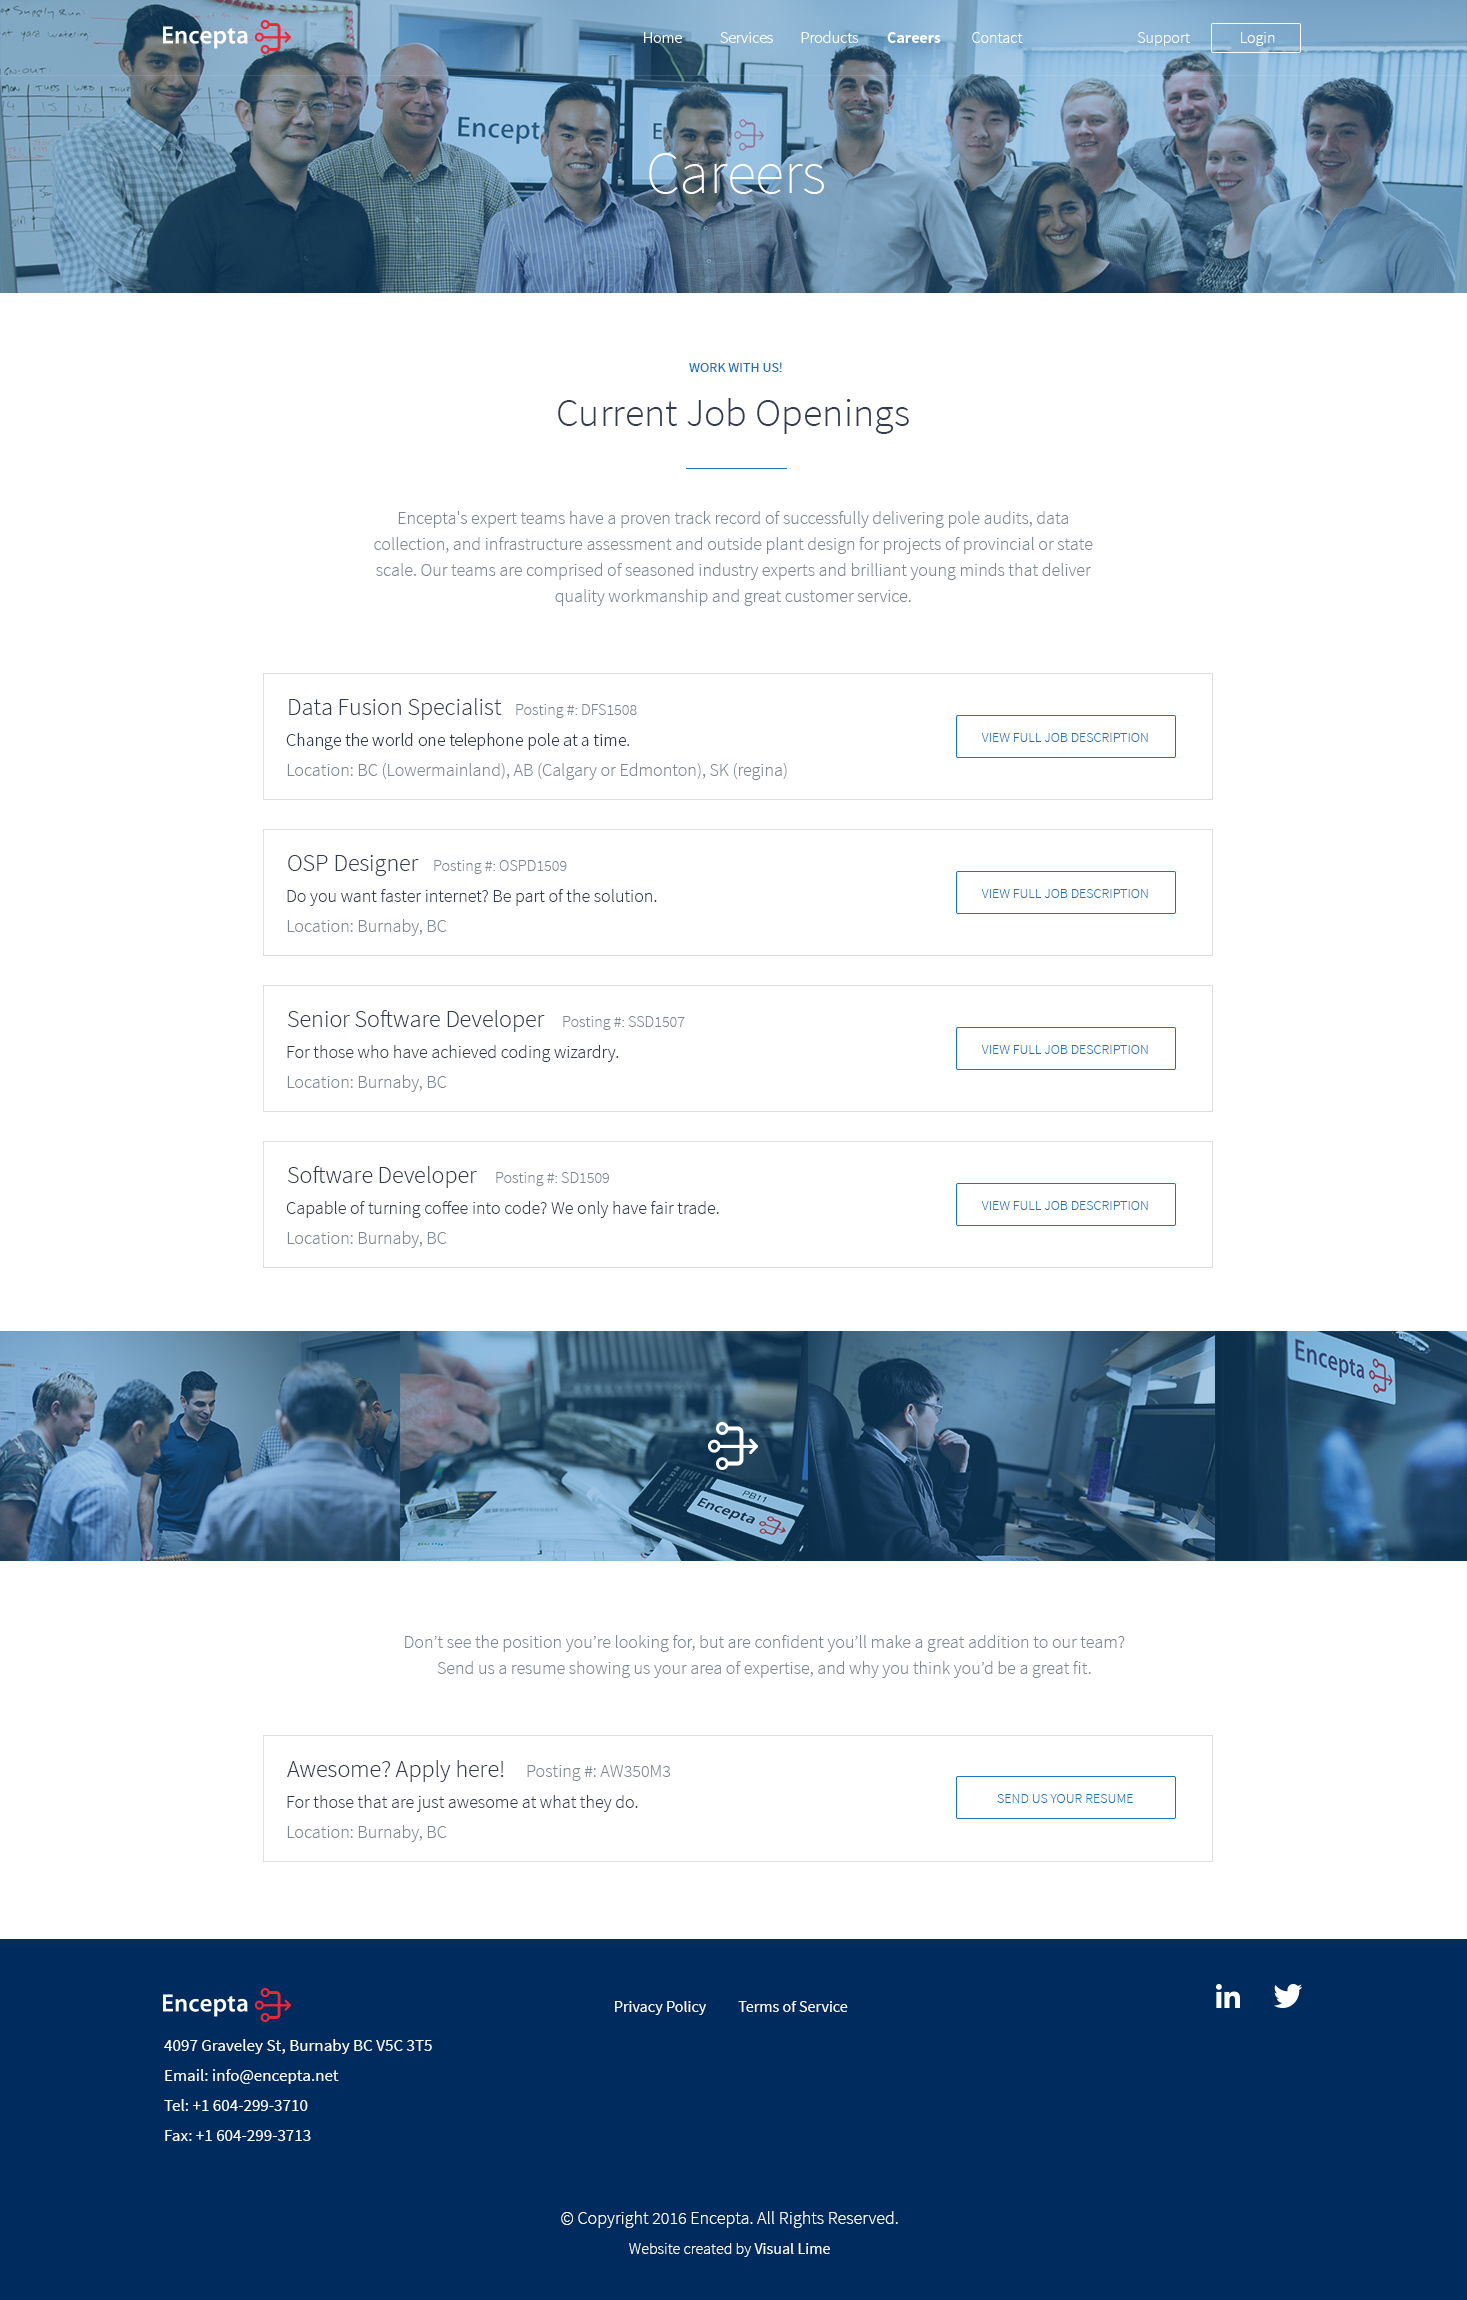 Encepta
Home Services Products Careers Contact Support Login
Encepta
Careers
WORK WITH US!
Current Job Openings
Encepta's expert teams have a proven track record of successfully delivering pole audits, data
collection, and infrastructure assessment and outside plant design for projects of provincial or state
scale. Our teams are comprised of seasoned industry experts and brilliant young minds that deliver
quality workmanship and great customer service.
Data Fusion Specialist Posting #: DFS1508
Change the world one telephone pole at a time.
Location: BC (Lowermainland), AB (Calgary or Edmonton), SK (regina)
VIEW FULL JOB DESCRIPTION
OSP Designer Posting #: OSPD1509
Do you want faster internet? Be part of the solution.
Location: Burnaby, BC
VIEW FULL JOB DESCRIPTION
Senior Software Developer Posting #: SSD1507
For those who have achieved coding wizardry.
Location: Burnaby, BC
VIEW FULL JOB DESCRIPTION
Software Developer Posting #: SD1509
Capable of turning coffee into code? We only have fair trade.
Location: Burnaby, BC
VIEW FULL JOB DESCRIPTION
Encepta
PB11
Encepta
Don’t see the position you’re looking for, but are confident you’ll make a great addition to our team?
Send us a resume showing us your area of expertise, and why you think you’d be a great fit.
Awesome? Apply here! Posting #: AW350M3
For those that are just awesome at what they do.
Location: Burnaby, BC
SEND US YOUR RESUME
Encepta
Privacy Policy Terms of Service
4097 Graveley St, Burnaby BC V5C 3T5
Email: info@encepta.net
Tel: +1 604-299-3710
Fax: +1 604-299-3713
© Copyright 2016 Encepta. All Rights Reserved.
Website created by Visual Lime